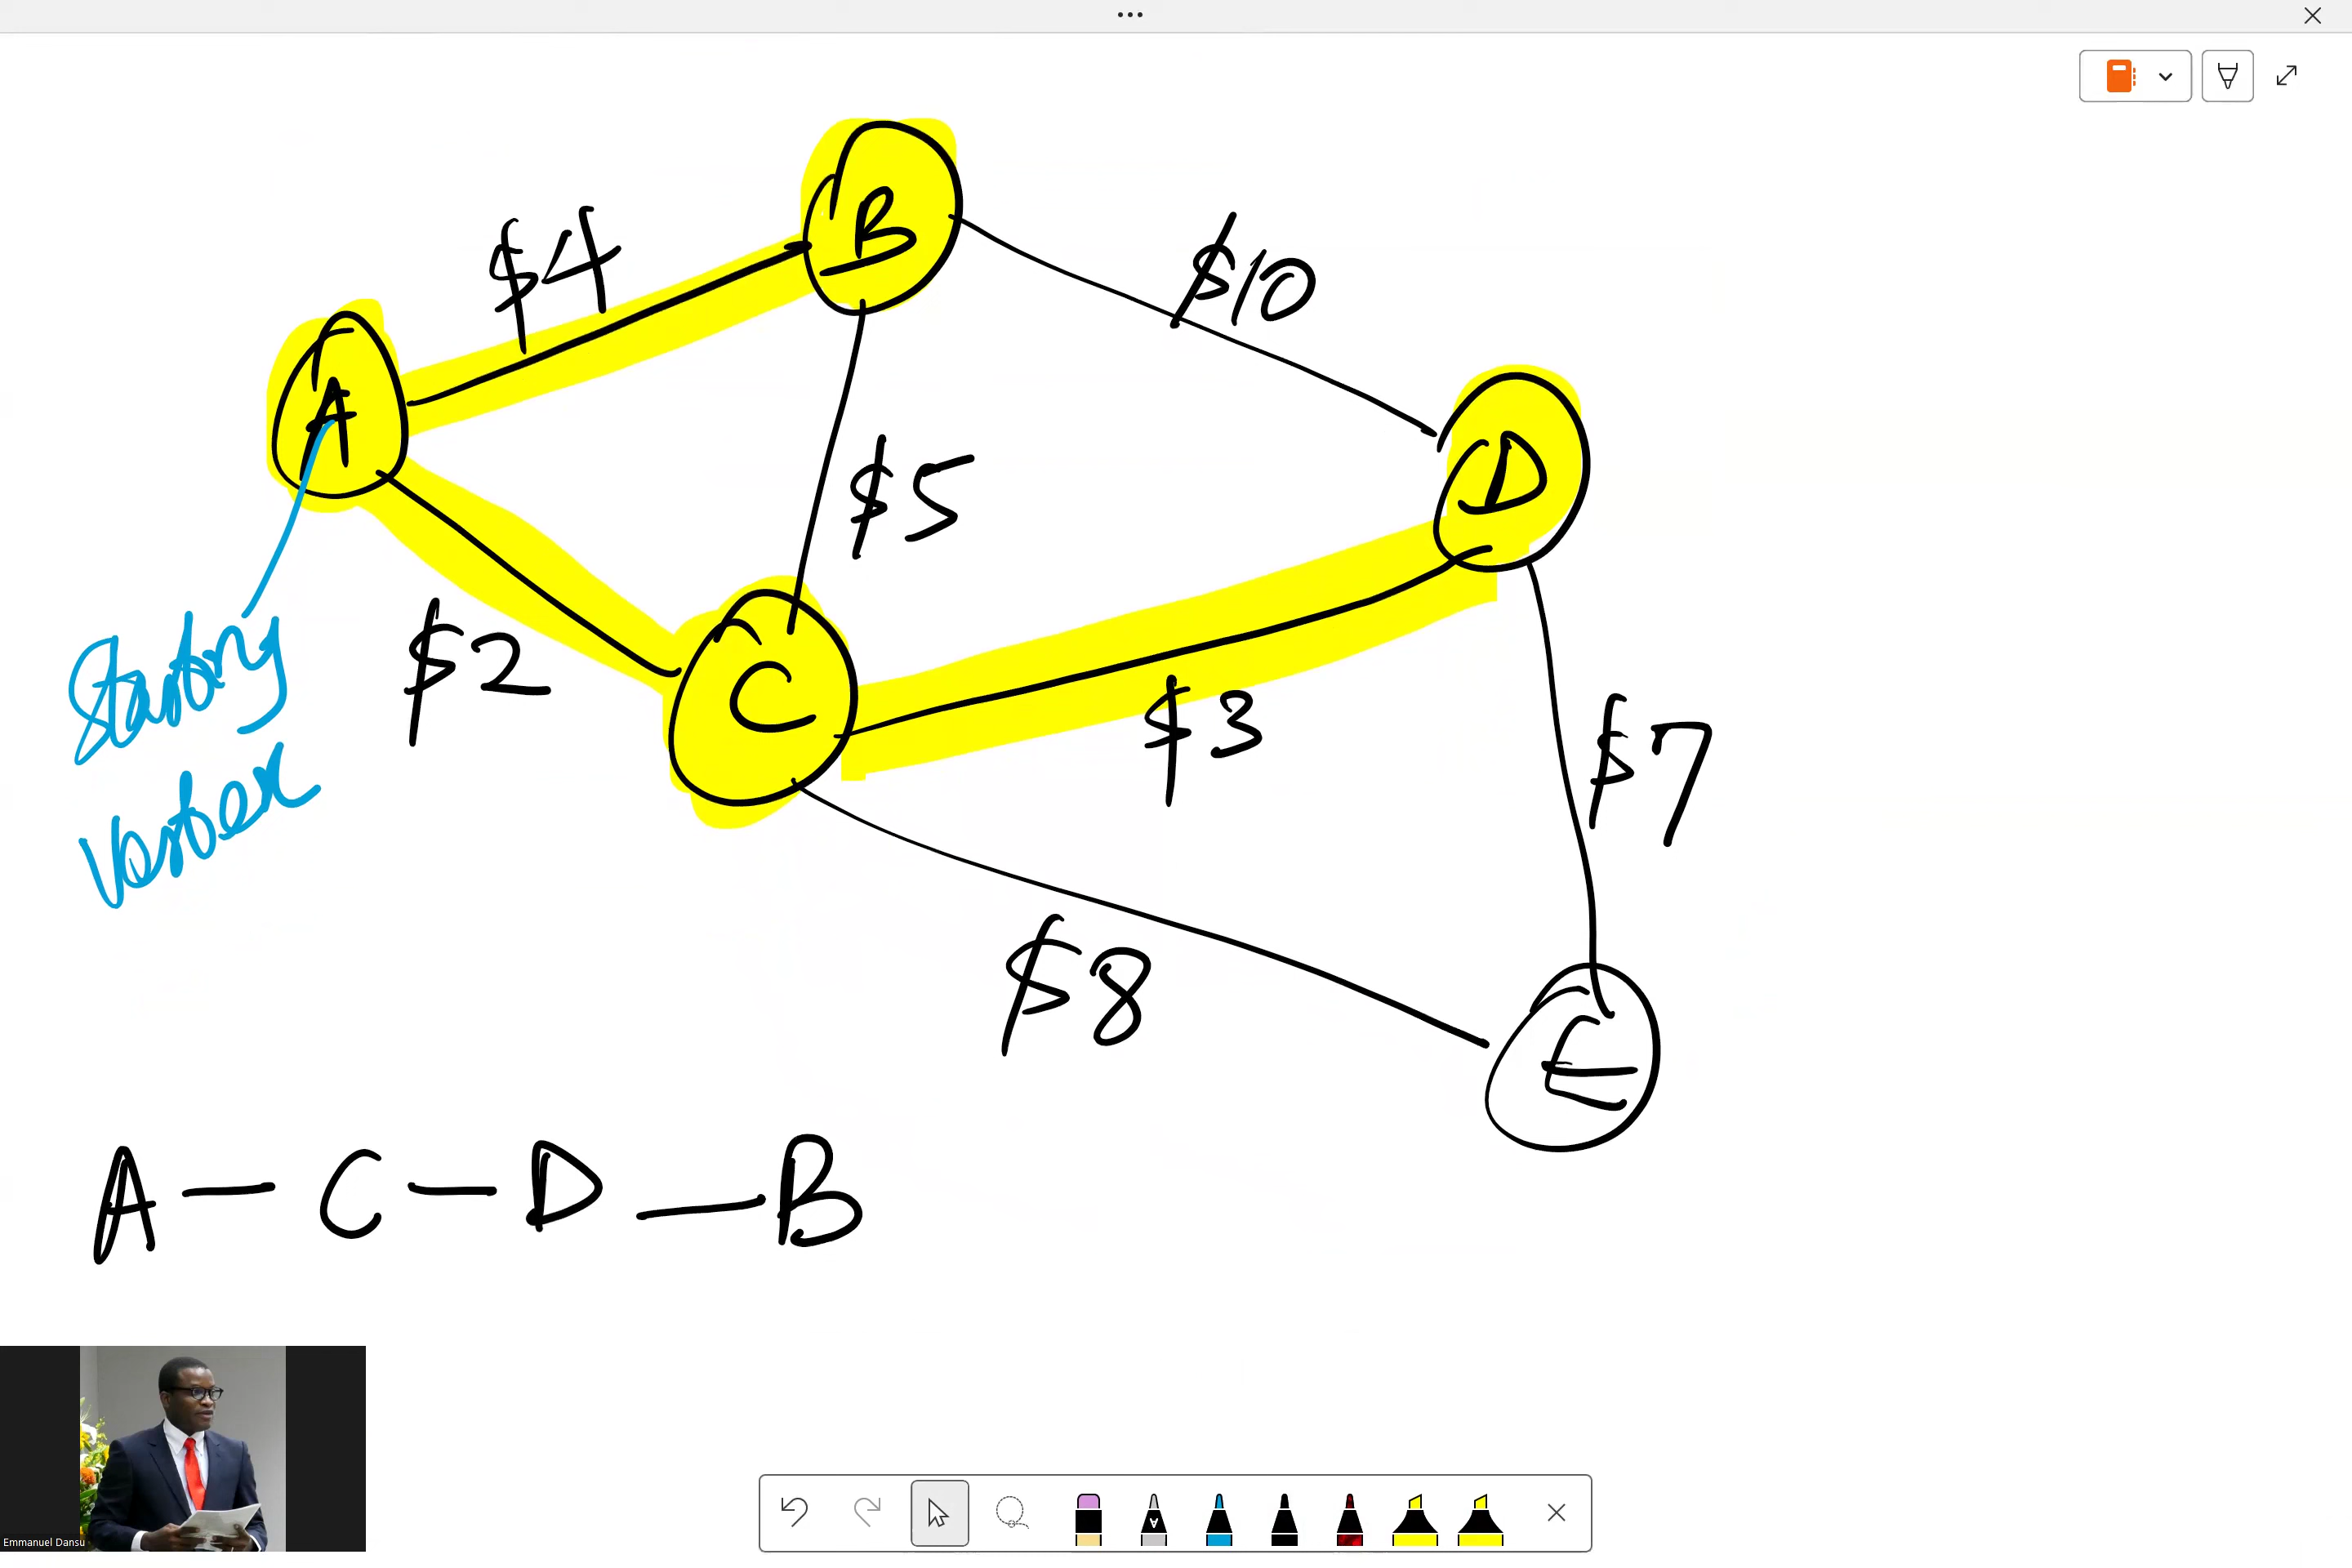 B
$4
$10
A
D
$5
Starting
$2
C
$3
$7
Vertex
$8
E
A — C — D — B
Emmanuel Dansu